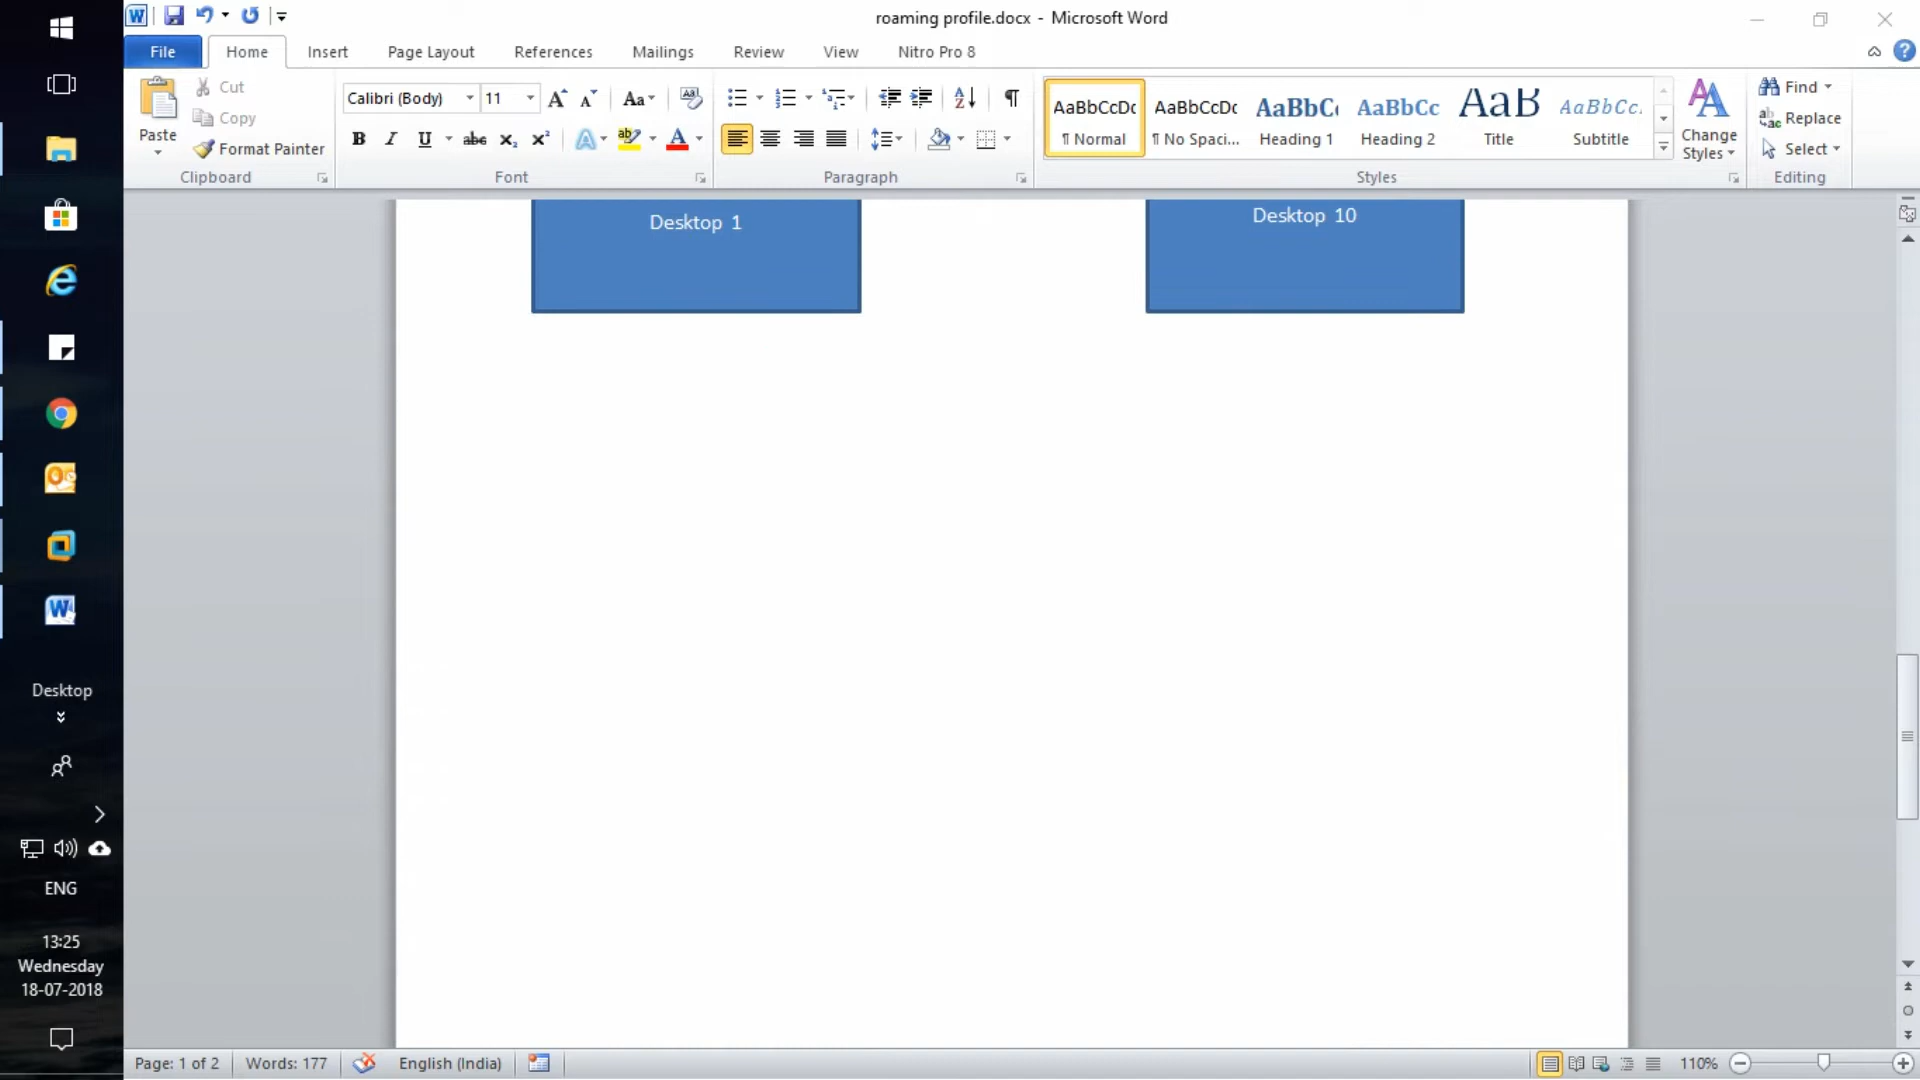 roaming profile.docx - Microsoft Word
File Home Insert Page Layout References Mailings Review View Nitro Pro 8
Paste
Cut
Copy
Format Painter
Clipboard
Calibri (Body) 11
Font
Paragraph
AaBbCcDc AaBbCcDc AaBbC AaBbCc AaB AaBbCc.
¶ Normal ¶ No Spaci... Heading 1 Heading 2 Title Subtitle
Change
Styles
Styles
Find
Replace
Select
Editing
Desktop 1
Desktop 10
Desktop
ENG
13:25
Wednesday
18-07-2018
Page: 1 of 2 Words: 177 English (India) 110%